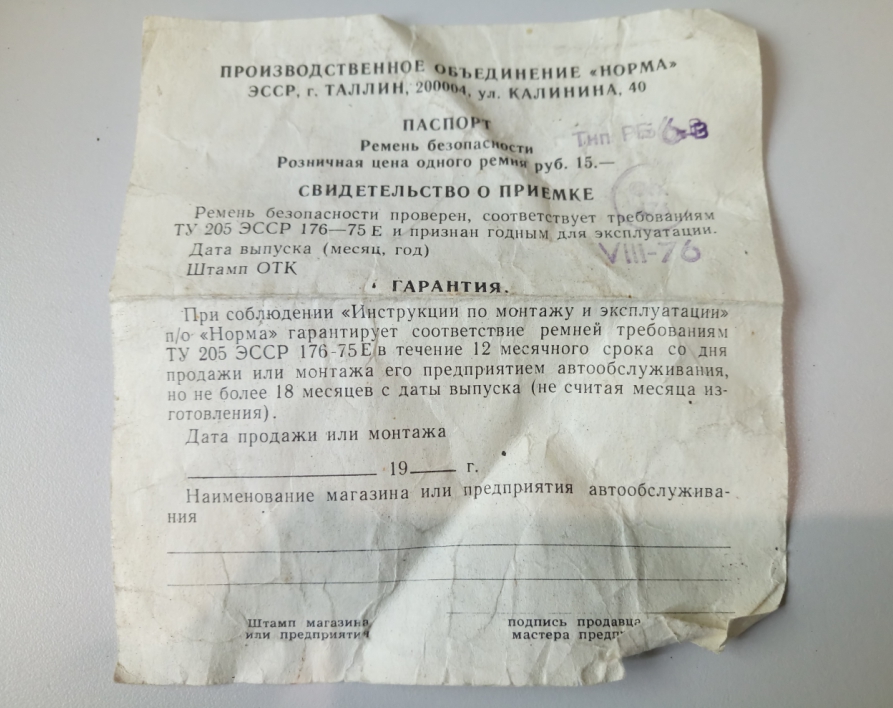 ПРОИЗВОДСТВЕННОЕ ОБЪЕДИНЕНИЕ «НОРМА»
ЭССР, г. ТАЛЛИН, 200004, ул. КАЛИНИНА, 40
ПАСПОРТ
Ремень безопасности
Тип РБ
Розничная цена одного ремня руб. 15.—
СВИДЕТЕЛЬСТВО О ПРИЕМКЕ
Ремень безопасности проверен, соответствует требованиям
ТУ 205 ЭССР 176—75 Е и признан годным для эксплуатации.
Дата выпуска (месяц, год)
VIII-76
Штамп ОТК
ГАРАНТИЯ.
При соблюдении «Инструкции по монтажу и эксплуатации»
п/о «Норма» гарантирует соответствие ремней требованиям
ТУ 205 ЭССР 176-75 Е в течение 12 месячного срока со дня
продажи или монтажа его предприятием автообслуживания,
но не более 18 месяцев с даты выпуска (не считая месяца из-
готовления).
Дата продажи или монтажа
19 г.
Наименование магазина или предприятия автообслужива-
ния
Штамп магазина
или предприятия
подпись продавца
мастера